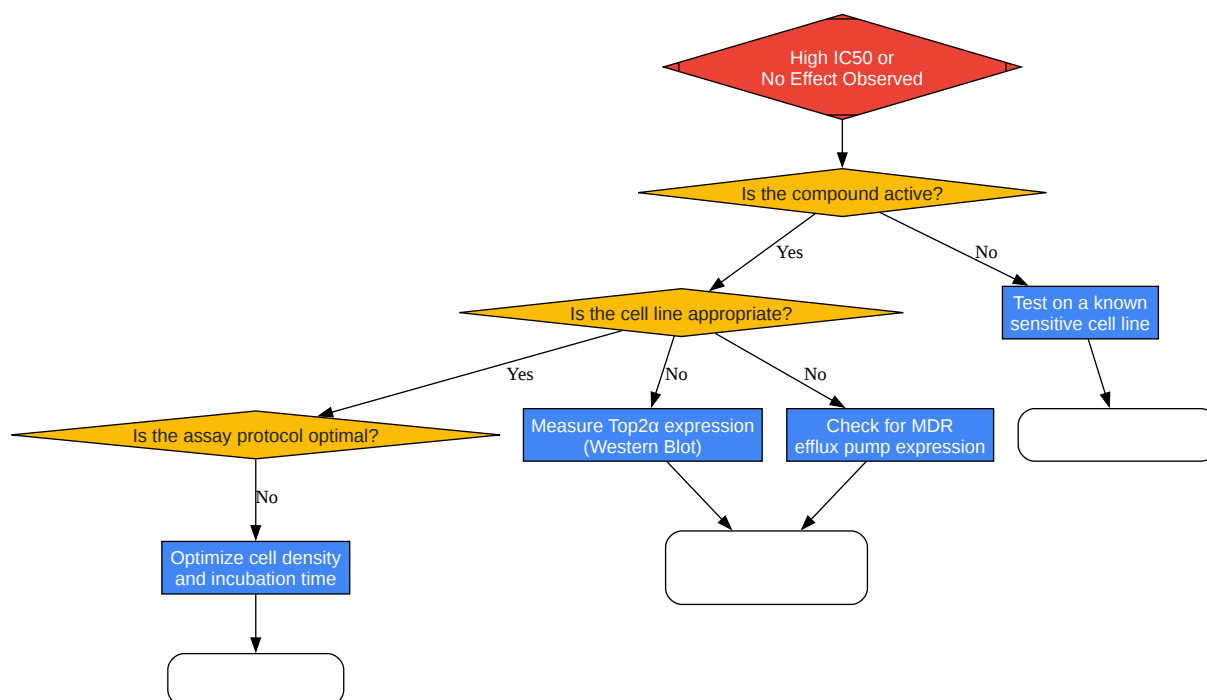 High IC50 or
No Effect Observed
Is the compound active?
Yes
No
Is the cell line appropriate?
Test on a known
sensitive cell line
Yes
No
No
Is the assay protocol optimal?
Measure Top2α expression
(Western Blot)
Check for MDR
efflux pump expression
No
Optimize cell density
and incubation time